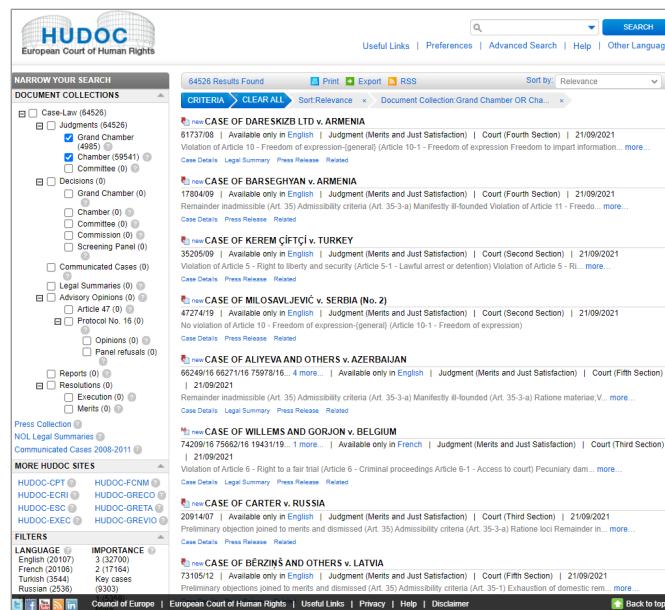 HUDOC
European Court of Human Rights
SEARCH
Useful Links | Preferences | Advanced Search | Help | Other Languag
NARROW YOUR SEARCH
DOCUMENT COLLECTIONS
Case-Law (64526)
Judgments (64526)
Grand Chamber
(4985)
Chamber (59541)
Committee (0)
Decisions (0)
Grand Chamber (0)
Chamber (0)
Committee (0)
Commission (0)
Screening Panel (0)
Communicated Cases (0)
Legal Summaries (0)
Advisory Opinions (0)
Article 47 (0)
Protocol No. 16 (0)
Opinions (0)
Panel refusals (0)
Reports (0)
Resolutions (0)
Execution (0)
Merits (0)
Press Collection
NOL Legal Summaries
Communicated Cases 2008-2011
MORE HUDOC SITES
HUDOC-CPT HUDOC-FCNM
HUDOC-ECRI HUDOC-GRECO
HUDOC-ESC HUDOC-GRETA
HUDOC-EXEC HUDOC-GREVIO
FILTERS
LANGUAGE IMPORTANCE
English (20107) 3 (32700)
French (20106) 2 (17164)
Turkish (3544) Key cases
Russian (2536) (9303)
64526 Results Found Print Export RSS Sort by: Relevance
CRITERIA CLEAR ALL Sort:Relevance × Document Collection:Grand Chamber OR Cha... ×
new CASE OF DARESKIZB LTD v. ARMENIA
61737/08 | Available only in English | Judgment (Merits and Just Satisfaction) | Court (Fourth Section) | 21/09/2021
Violation of Article 10 - Freedom of expression-{general} (Article 10-1 - Freedom of expression Freedom to impart information... more...
Case Details Legal Summary Press Release Related
new CASE OF BARSEGHYAN v. ARMENIA
17804/09 | Available only in English | Judgment (Merits and Just Satisfaction) | Court (Fourth Section) | 21/09/2021
Remainder inadmissible (Art. 35) Admissibility criteria (Art. 35-3-a) Manifestly ill-founded Violation of Article 11 - Freedo... more...
Case Details Press Release Related
new CASE OF KEREM ÇİFTÇİ v. TURKEY
35205/09 | Available only in English | Judgment (Merits and Just Satisfaction) | Court (Second Section) | 21/09/2021
Violation of Article 5 - Right to liberty and security (Article 5-1 - Lawful arrest or detention) Violation of Article 5 - Ri... more...
Case Details Press Release Related
new CASE OF MILOSAVLJEVIĆ v. SERBIA (No. 2)
47274/19 | Available only in English | Judgment (Merits and Just Satisfaction) | Court (Second Section) | 21/09/2021
No violation of Article 10 - Freedom of expression-{general} (Article 10-1 - Freedom of expression)
Case Details Press Release Related
new CASE OF ALIYEVA AND OTHERS v. AZERBAIJAN
66249/16 66271/16 75978/16... 4 more... | Available only in English | Judgment (Merits and Just Satisfaction) | Court (Fifth Section)
| 21/09/2021
Remainder inadmissible (Art. 35) Admissibility criteria (Art. 35-3-a) Manifestly ill-founded (Art. 35-3-a) Ratione materiae;V... more...
Case Details Legal Summary Press Release Related
new CASE OF WILLEMS AND GORJON v. BELGIUM
74209/16 75662/16 19431/19... 1 more... | Available only in French | Judgment (Merits and Just Satisfaction) | Court (Third Section)
| 21/09/2021
Violation of Article 6 - Right to a fair trial (Article 6 - Criminal proceedings Article 6-1 - Access to court) Pecuniary dam... more...
Case Details Legal Summary Press Release Related
new CASE OF CARTER v. RUSSIA
20914/07 | Available only in English | Judgment (Merits and Just Satisfaction) | Court (Third Section) | 21/09/2021
Preliminary objection joined to merits and dismissed (Art. 35) Admissibility criteria (Art. 35-3-a) Ratione loci Remainder in... more...
Case Details Legal Summary Press Release Related
new CASE OF BĒRZIŅŠ AND OTHERS v. LATVIA
73105/12 | Available only in English | Judgment (Merits and Just Satisfaction) | Court (Fifth Section) | 21/09/2021
Preliminary objections joined to merits and dismissed (Art. 35) Admissibility criteria (Art. 35-1) Exhaustion of domestic rem... more...
Case Details Legal Summary Press Release Related
Council of Europe | European Court of Human Rights | Useful Links | Privacy | Help | Disclaimer Back to top